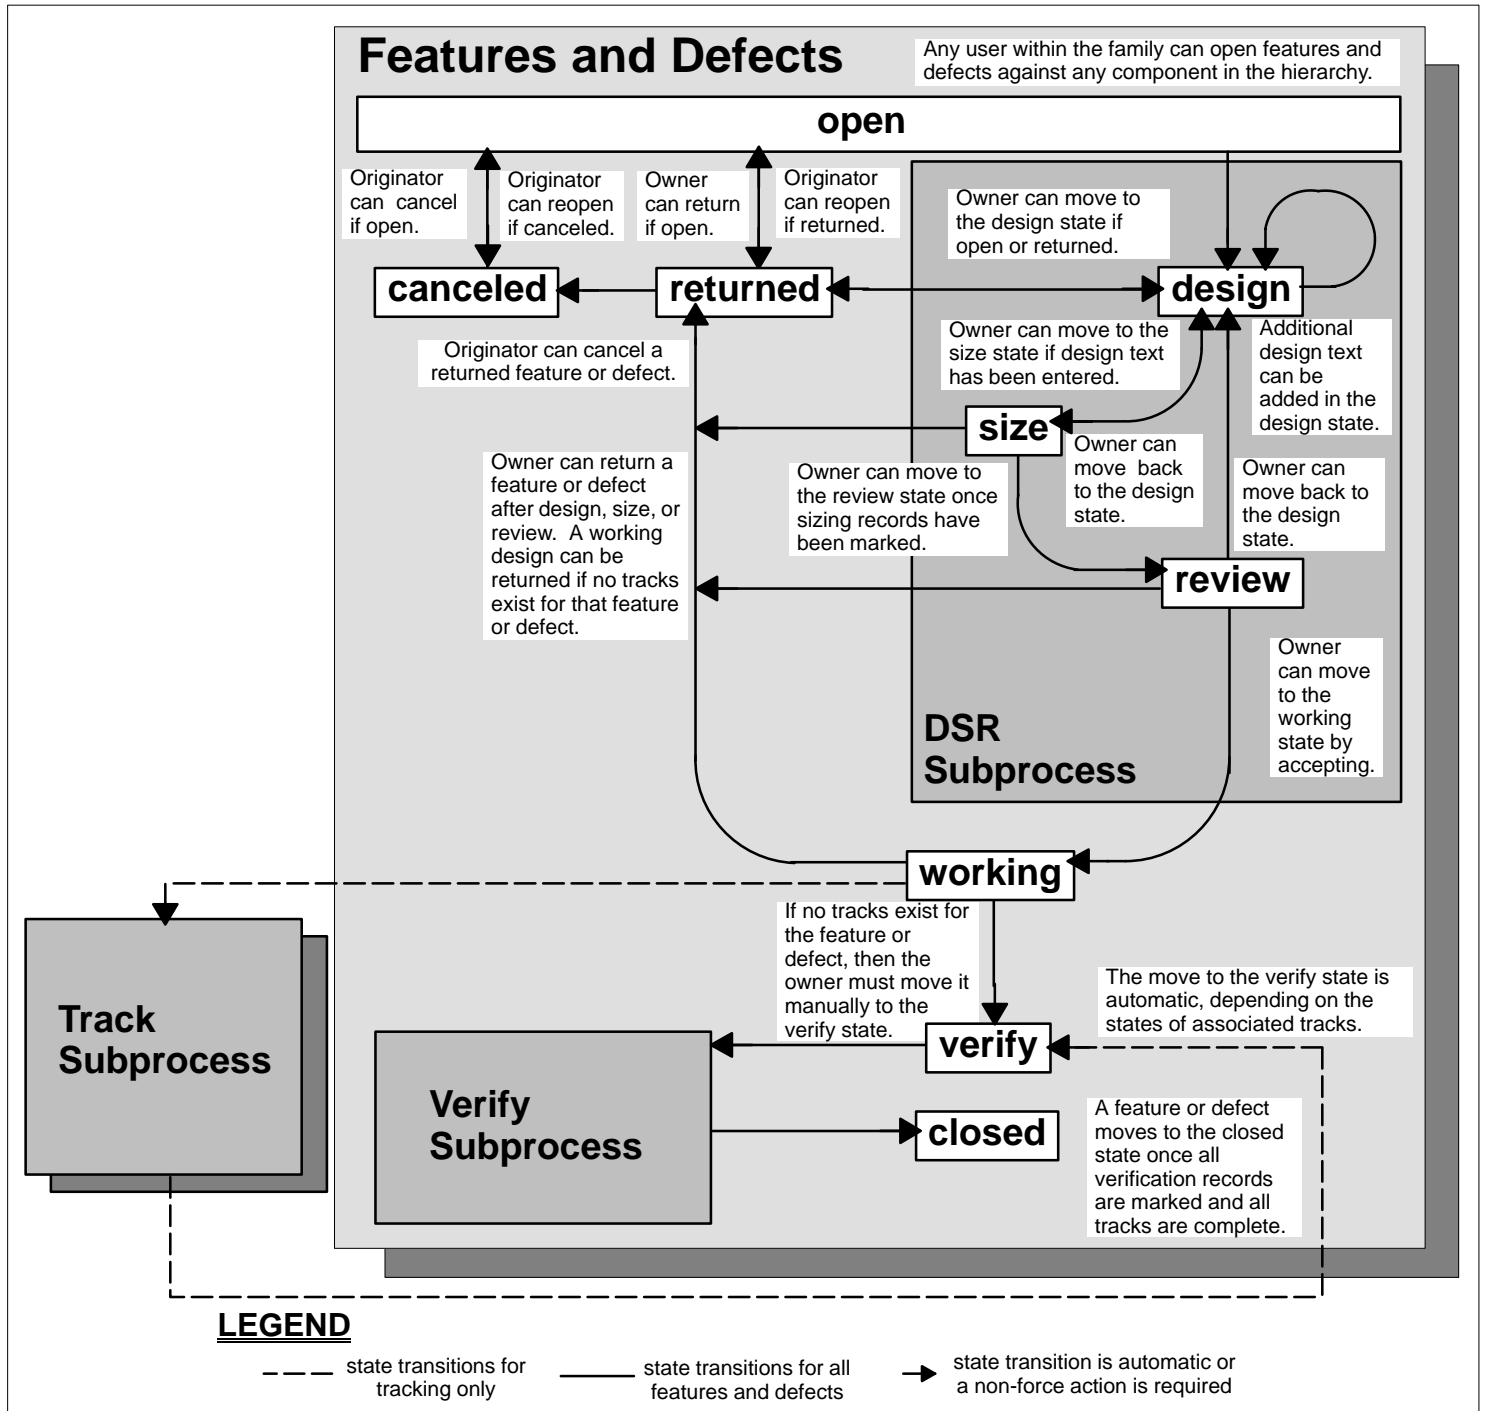 Features and Defects
Any user within the family can open features and
defects against any component in the hierarchy.
open
Originator
can cancel
if open.
Originator
can reopen
if canceled.
Owner
can return
if open.
Originator
can reopen
if returned.
Owner can move to
the design state if
open or returned.
canceled
returned
design
Originator can cancel a
returned feature or defect.
Owner can move to the
size state if design text
has been entered.
Additional
design text
can be
added in the
design state.
size
Owner can return a
feature or defect
after design, size, or
review. A working
design can be
returned if no tracks
exist for that feature
or defect.
Owner can move to
the review state once
sizing records have
been marked.
Owner can
move back
to the design
state.
Owner can
move back to
the design
state.
review
Owner
can move
to the
working
state by
accepting.
DSR
Subprocess
working
If no tracks exist for
the feature or
defect, then the
owner must move it
manually to the
verify state.
The move to the verify state is
automatic, depending on the
states of associated tracks.
Track
Subprocess
verify
Verify
Subprocess
closed
A feature or defect
moves to the closed
state once all
verification records
are marked and all
tracks are complete.
LEGEND
state transitions for
tracking only
state transitions for all
features and defects
state transition is automatic or
a non-force action is required